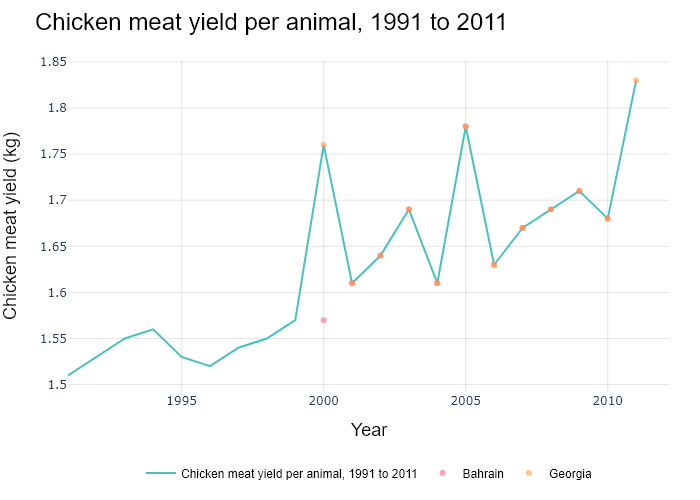 Chicken meat yield per animal, 1991 to 2011
Chicken meat yield (kg)
1.85
1.8
1.75
1.7
1.65
1.6
1.55
1.5
1995 2000 2005 2010
Year
Chicken meat yield per animal, 1991 to 2011 Bahrain Georgia